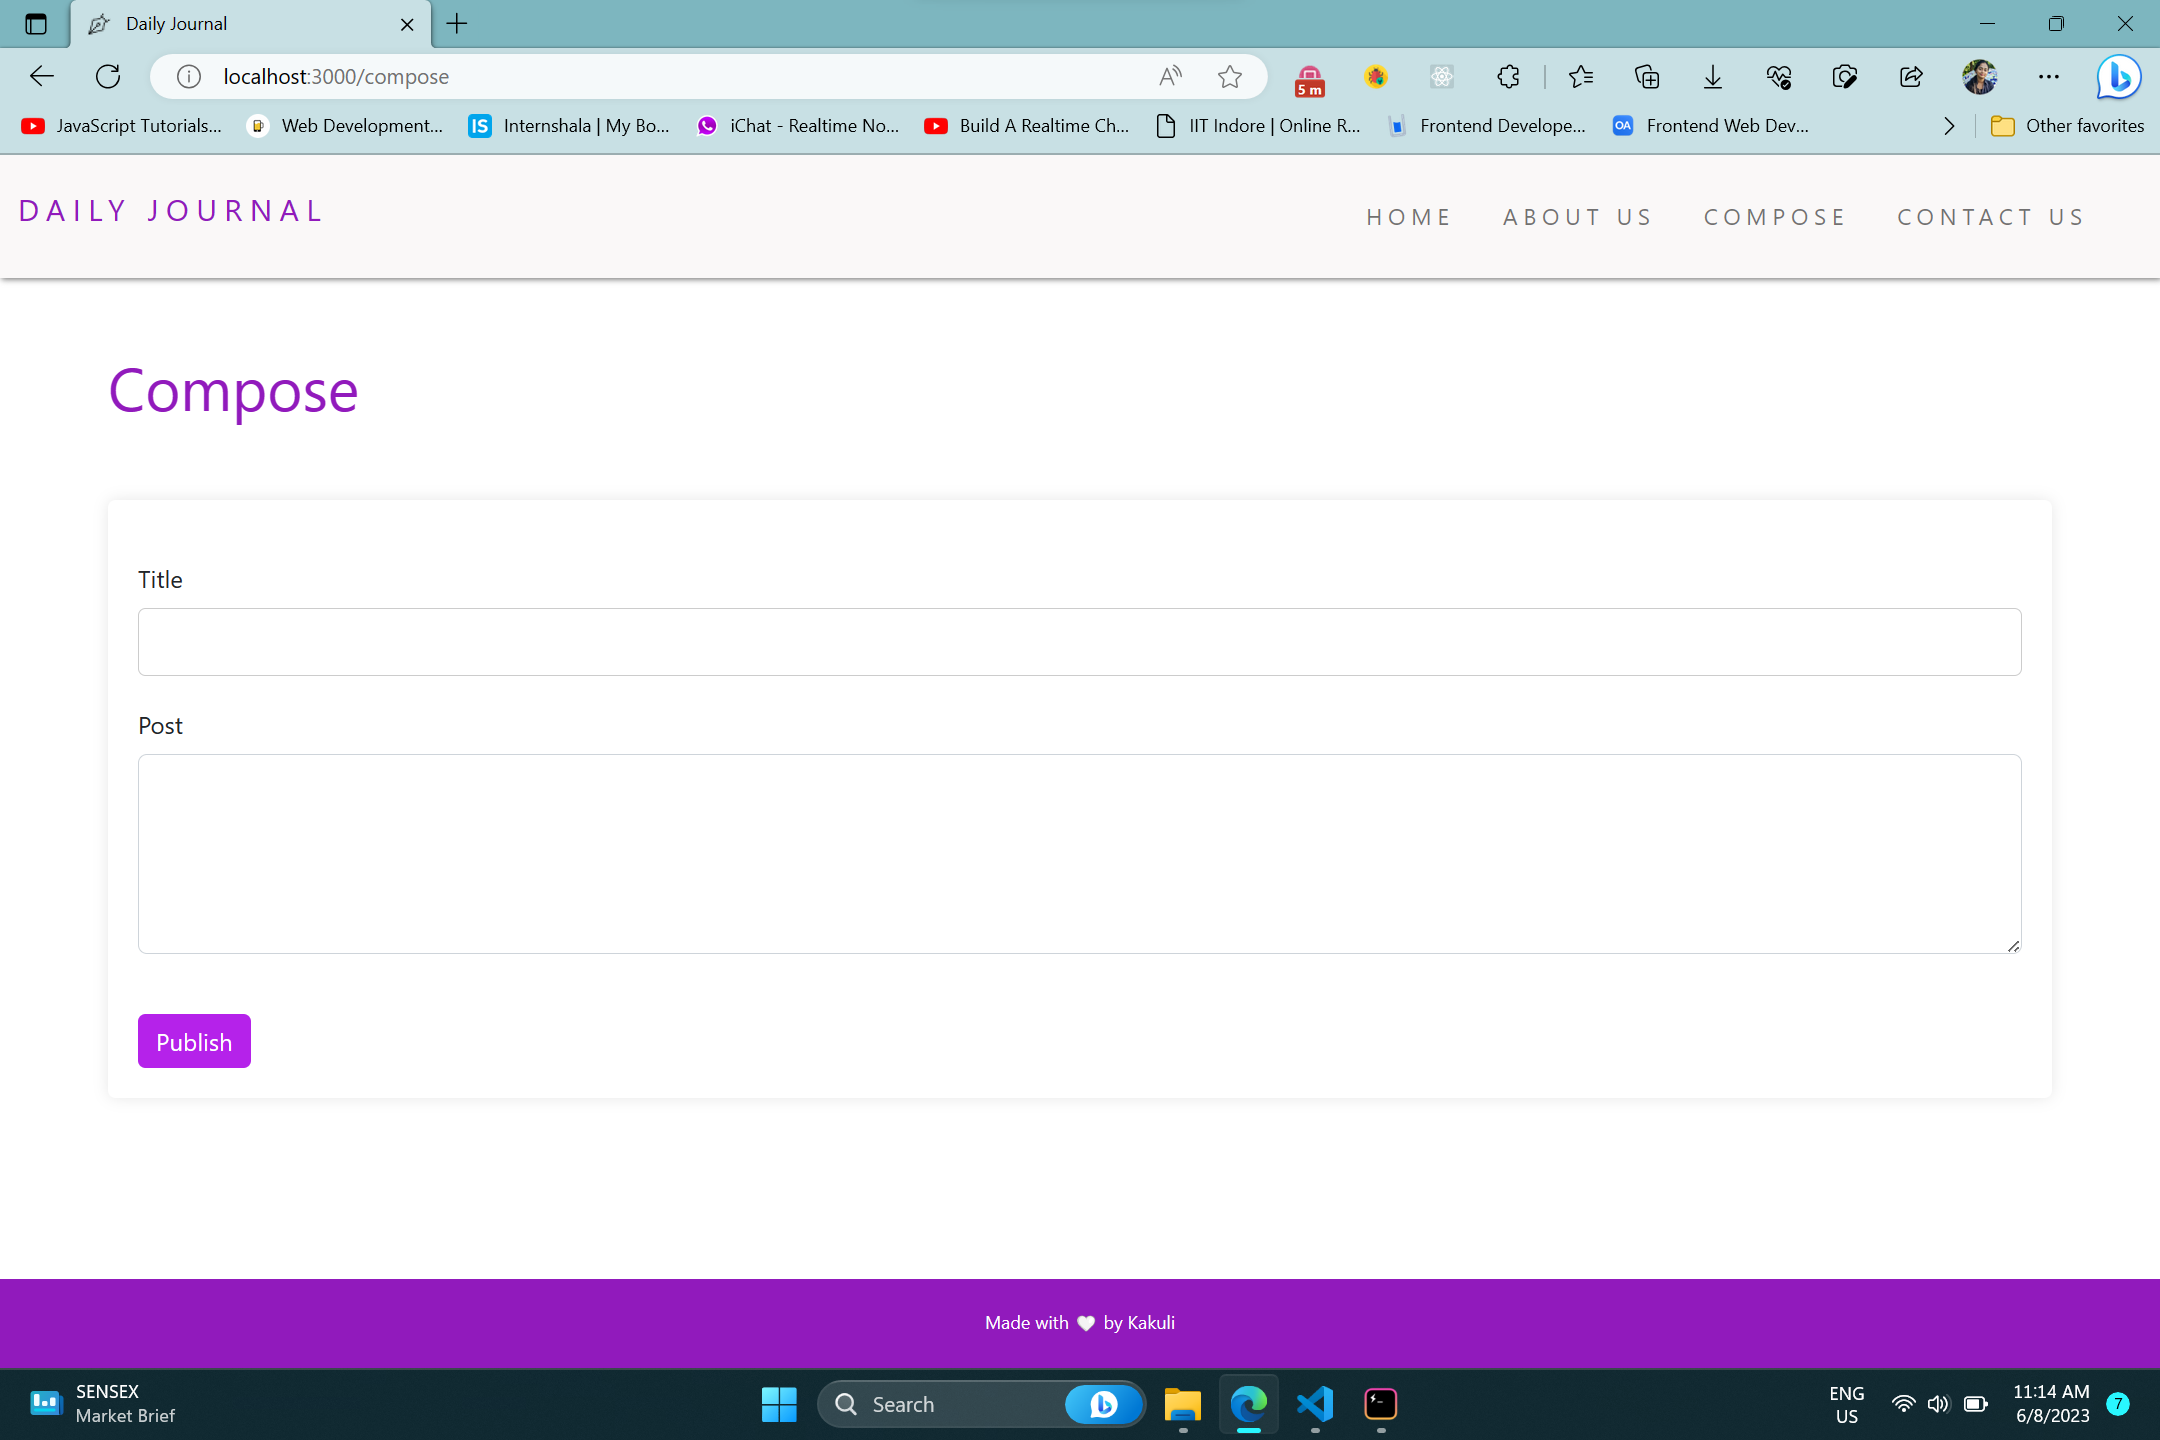 Daily Journal
localhost:3000/compose
5 m
JavaScript Tutorials...
Web Development...
IS
Internshala | My Bo...
iChat - Realtime No...
Build A Realtime Ch...
IIT Indore | Online R...
Frontend Develope...
OA
Frontend Web Dev...
Other favorites
DAILY JOURNAL
HOME
ABOUT US
COMPOSE
CONTACT US
Compose
Title
Post
Publish
Made with 🤍 by Kakuli
SENSEX
Market Brief
Search
ENG
US
11:14 AM
6/8/2023
7